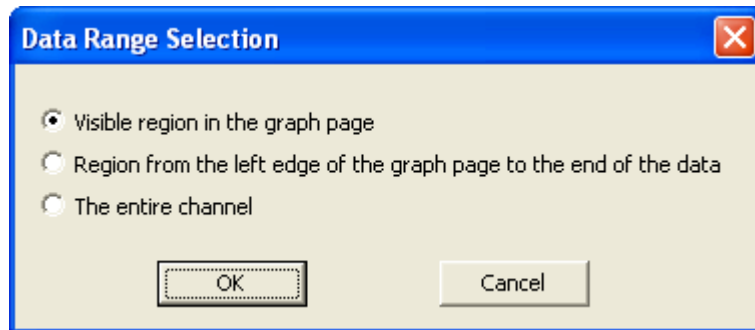 Data Range Selection
Visible region in the graph page
Region from the left edge of the graph page to the end of the data
The entire channel
OK Cancel